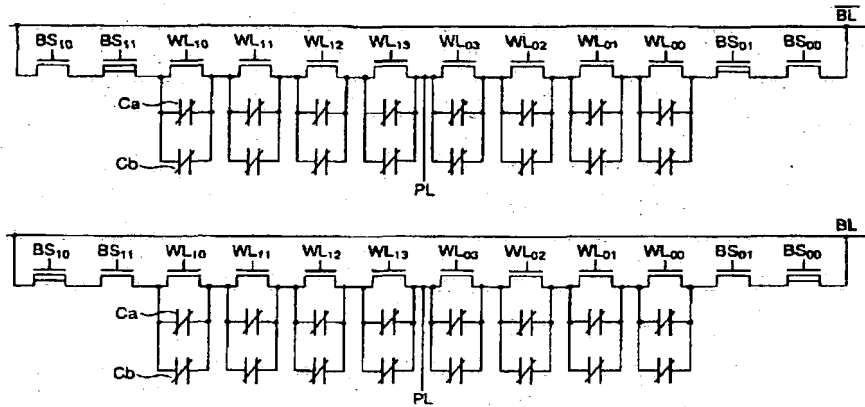 B̅L̅
BS₁₀ BS₁₁ WL₁₀ WL₁₁ WL₁₂ WL₁₃ WL₀₃ WL₀₂ WL₀₁ WL₀₀ BS₀₁ BS₀₀
Ca
Cb
PL
BL
BS₁₀ BS₁₁ WL₁₀ WL₁₁ WL₁₂ WL₁₃ WL₀₃ WL₀₂ WL₀₁ WL₀₀ BS₀₁ BS₀₀
Ca
Cb
PL